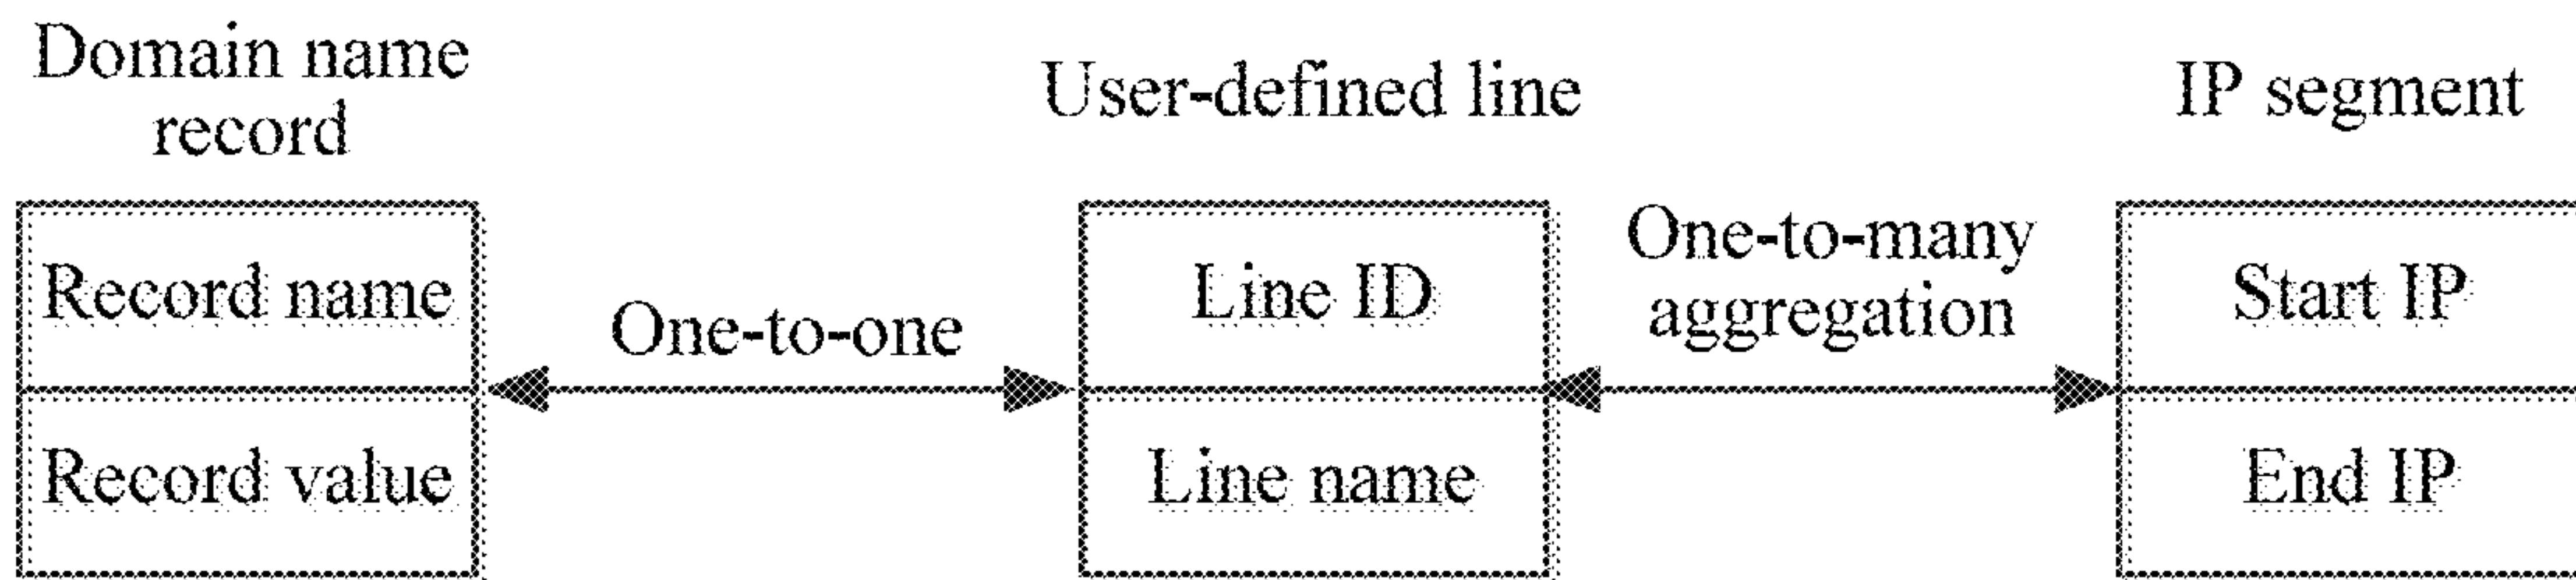 Domain name
record
User-defined line
IP segment
Record name
Record value
One-to-one
Line ID
Line name
One-to-many
aggregation
Start IP
End IP